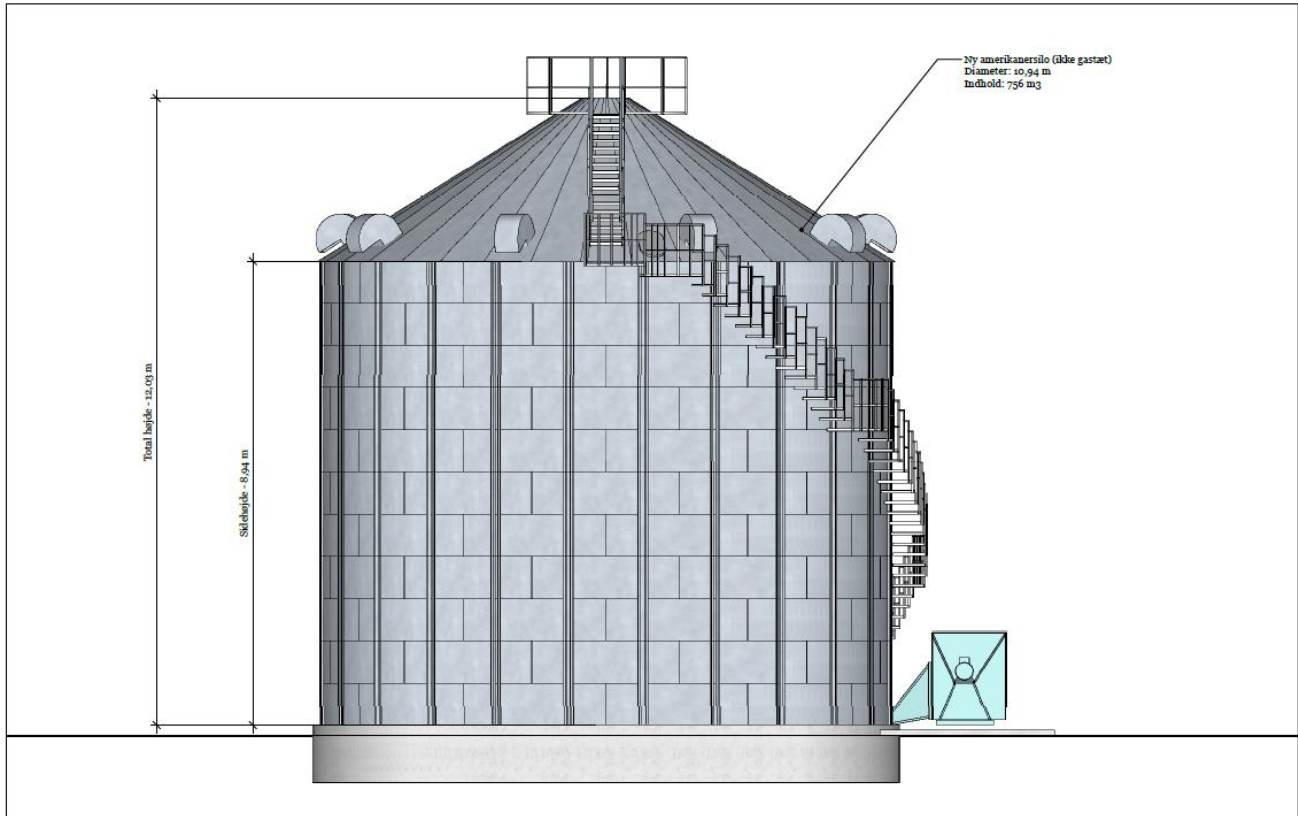 Ny amerikanersilo (ikke gastæt)
Diameter: 10,94 m
Indhold: 756 m3
Total højde - 12,03 m
Sidehøjde - 8,94 m